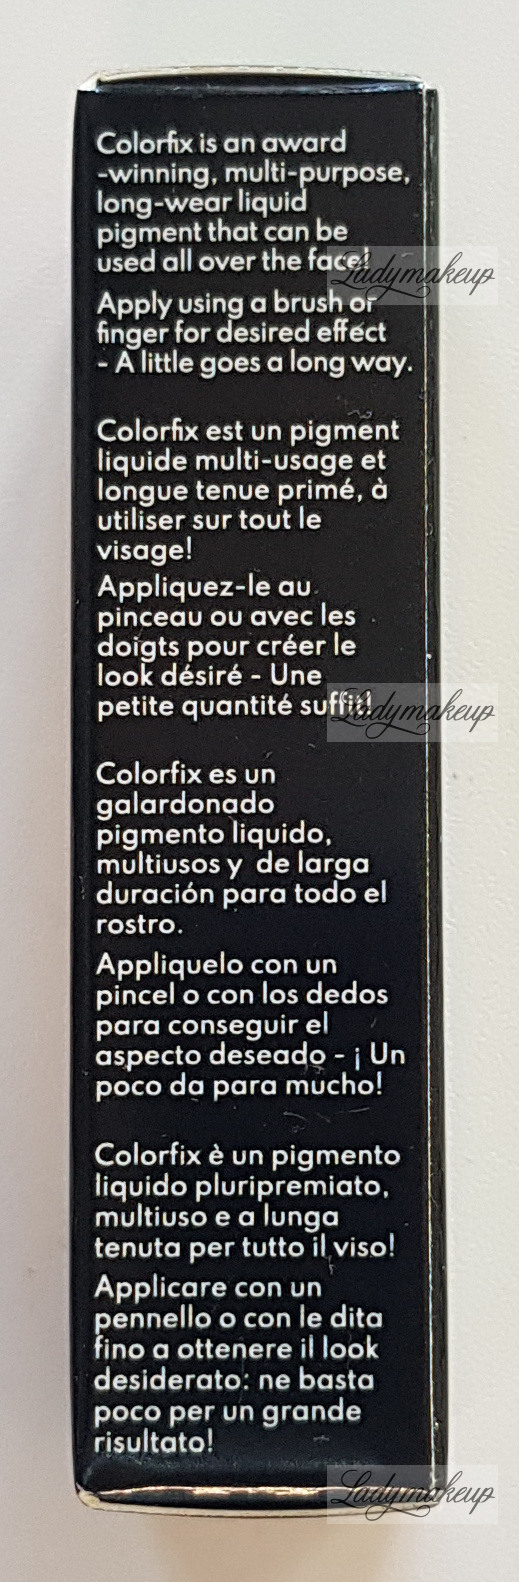 Colorfix is an award
-winning, multi-purpose,
long-wear liquid
pigment that can be
used all over the face!
Ladymakeup
Apply using a brush or
finger for desired effect
- A little goes a long way.
Colorfix est un pigment
liquide multi-usage et
longue tenue primé, à
utiliser sur tout le
visage!
Appliquez-le au
pinceau ou avec les
doigts pour créer le
look désiré - Une
petite quantité suffit!
Ladymakeup
Colorfix es un
galardonado
pigmento liquido,
multiusos y de larga
duración para todo el
rostro.
Appliquelo con un
pincel o con los dedos
para conseguir el
aspecto deseado - ¡ Un
poco da para mucho!
Colorfix è un pigmento
liquido pluripremiato,
multiuso e a lunga
tenuta per tutto il viso!
Applicare con un
pennello o con le dita
fino a ottenere il look
desiderato: ne basta
poco per un grande
risultato!
Ladymakeup